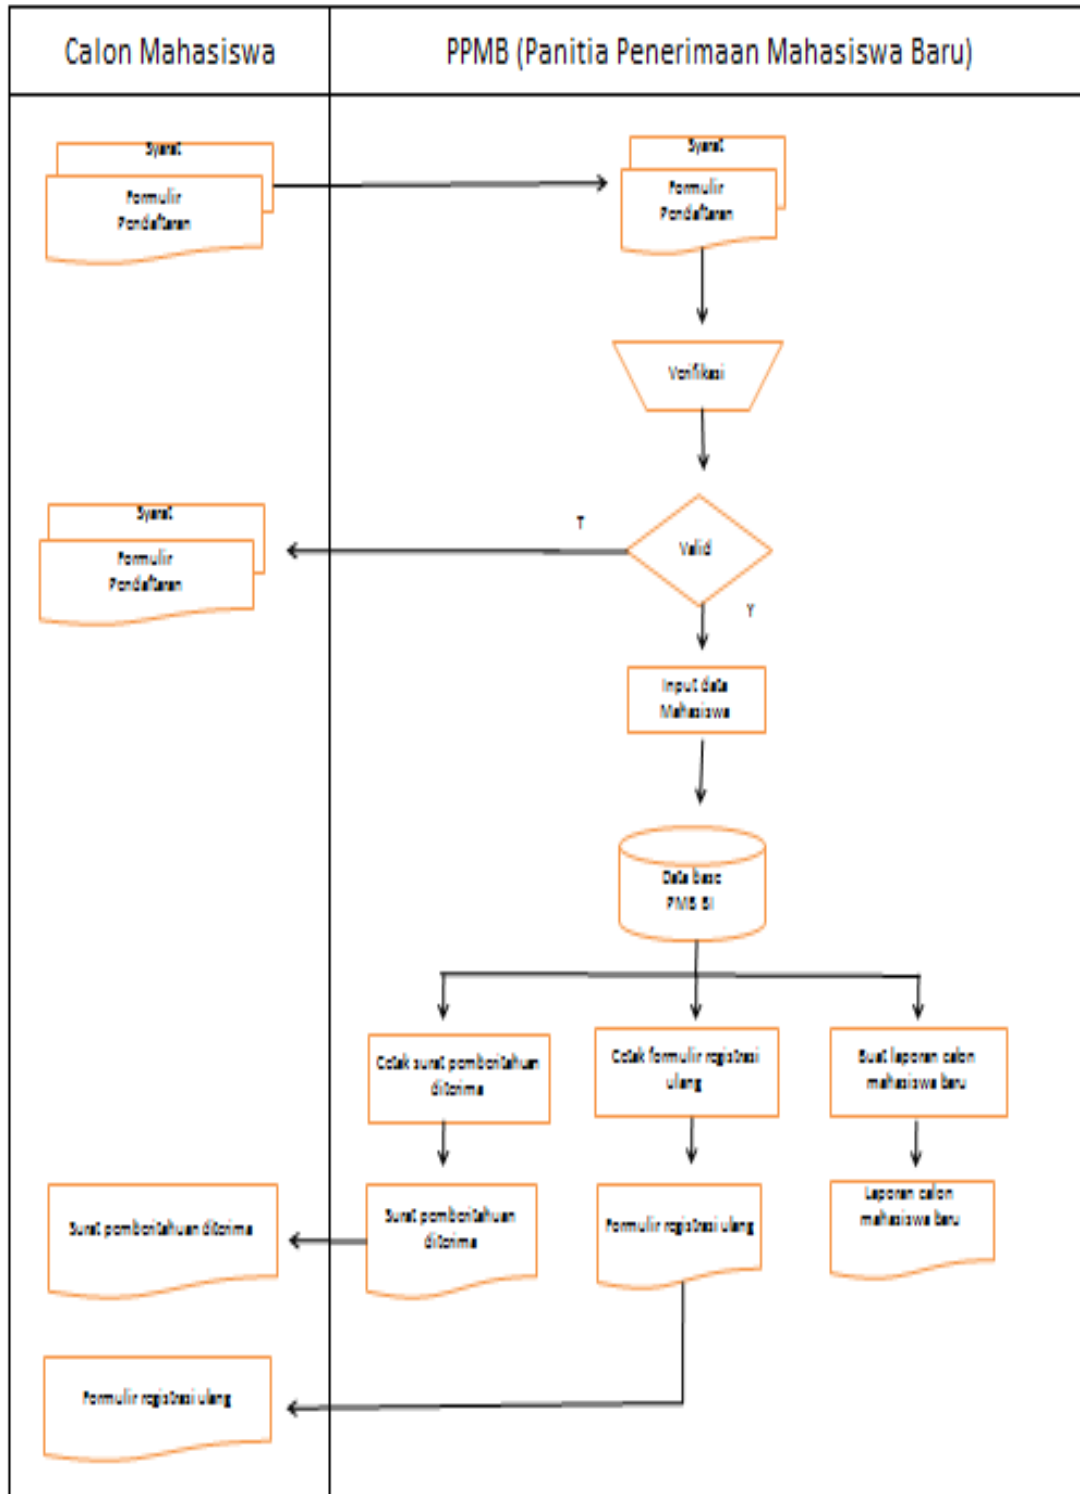 Calon Mahasiswa
PPMB (Panitia Penerimaan Mahasiswa Baru)
Syarat
Formulir
Pendaftaran
Syarat
Formulir
Pendaftaran
Verifikasi
Valid
T
Y
Syarat
Formulir
Pendaftaran
Input data
Mahasiswa
Data base
PMB BI
Cetak surat pemberitahuan
diterima
Cetak formulir registrasi
ulang
Buat laporan calon
mahasiswa baru
Surat pemberitahuan diterima
Surat pemberitahuan
diterima
Formulir registrasi ulang
Laporan calon
mahasiswa baru
Formulir registrasi ulang